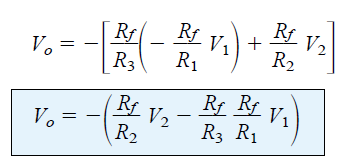 V_o = −[R_f/R_3(− R_f/R_1 V_1) + R_f/R_2 V_2]
V_o = −(R_f/R_2 V_2 − R_f/R_3 R_f/R_1 V_1)